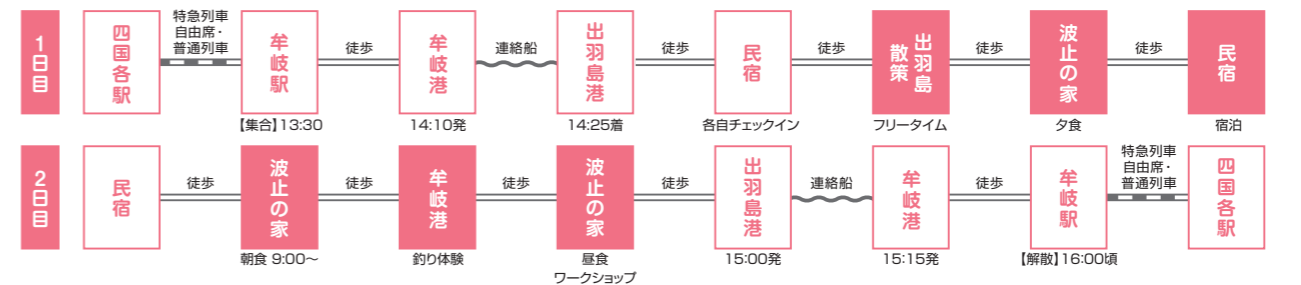 1日目
四国各駅
特急列車
自由席・
普通列車
牟岐駅
【集合】13:30
徒歩
牟岐港
14:10発
連絡船
出羽島港
14:25着
徒歩
民宿
各自チェックイン
徒歩
出羽島
散策
フリータイム
徒歩
波止の家
夕食
徒歩
民宿
宿泊
2日目
民宿
徒歩
波止の家
朝食 9:00〜
徒歩
牟岐港
釣り体験
徒歩
波止の家
昼食
ワークショップ
徒歩
出羽島港
15:00発
連絡船
牟岐港
15:15発
徒歩
牟岐駅
【解散】16:00頃
特急列車
自由席・
普通列車
四国各駅